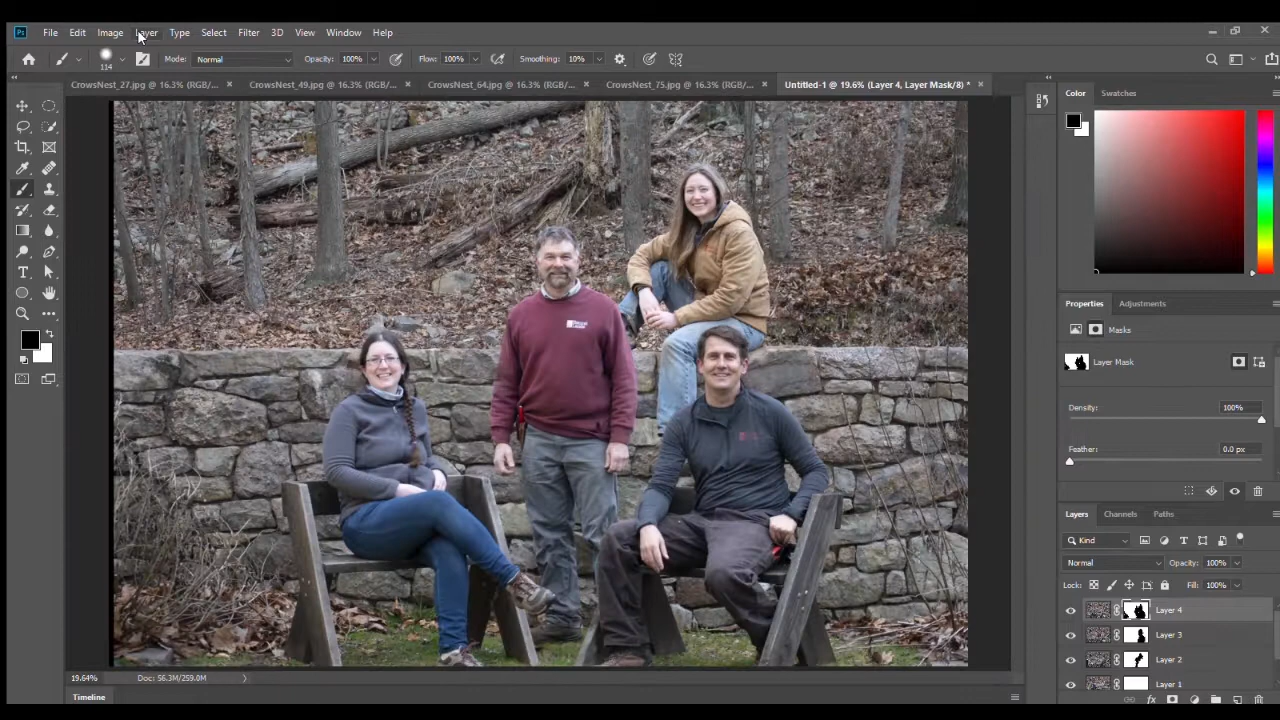 Ps File Edit Image Layer Type Select Filter 3D View Window Help
114 Mode: Normal Opacity: 100% Flow: 100% Smoothing: 10%
CrowsNest_27.jpg @ 16.3% (RGB/... × CrowsNest_49.jpg @ 16.3% (RGB/... × CrowsNest_64.jpg @ 16.3% (RGB/... × CrowsNest_75.jpg @ 16.3% (RGB/... × Untitled-1 @ 19.6% (Layer 4, Layer Mask/8) * ×
Color Swatches
Properties Adjustments
Masks
Layer Mask
Density: 100%
Feather: 0.0 px
Layers Channels Paths
Kind
Normal Opacity: 100%
Lock: Fill: 100%
Layer 4
Layer 3
Layer 2
Layer 1
19.64% Doc: 56.3M/259.0M
Timeline